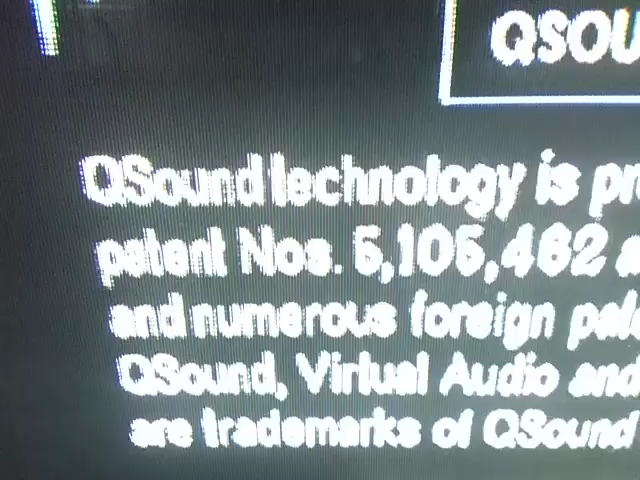 QSOU
QSound technology is pr
patent Nos. 5,105,462 a
and numerous foreign pat
QSound, Virtual Audio and
are trademarks of QSound